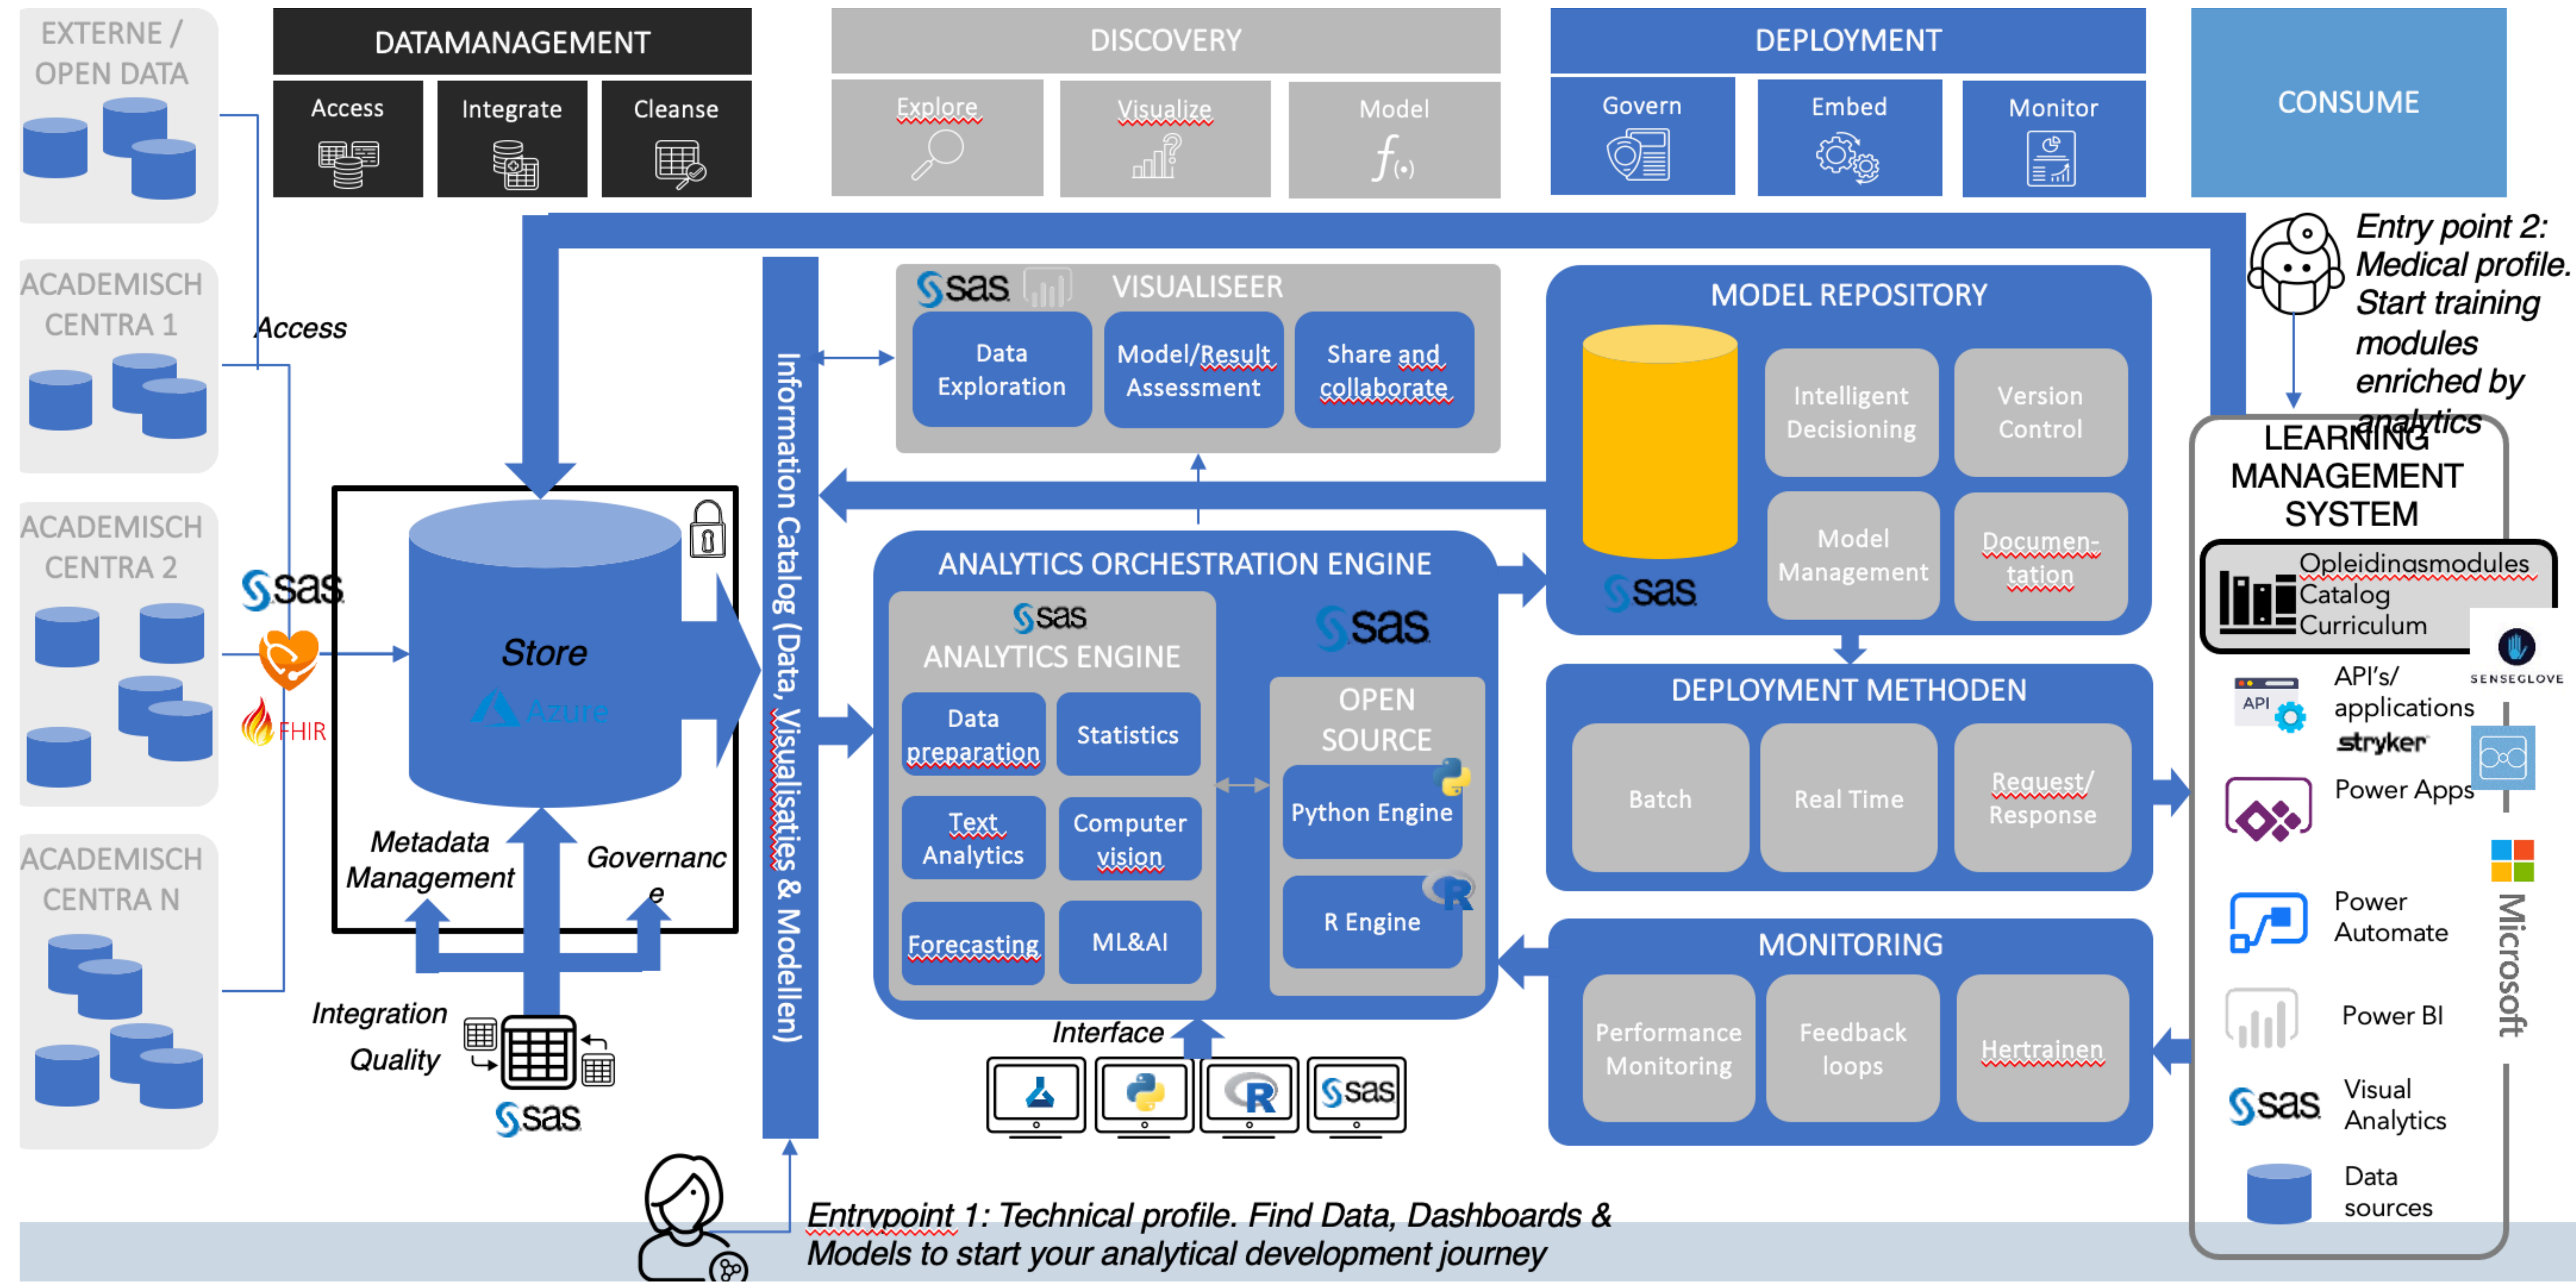 EXTERNE /
OPEN DATA
ACADEMISCH
CENTRA 1
ACADEMISCH
CENTRA 2
ACADEMISCH
CENTRA N
DATAMANAGEMENT
Access
Integrate
Cleanse
DISCOVERY
Explore
Visualize
Model
f(•)
DEPLOYMENT
Govern
Embed
Monitor
CONSUME
Access
sas
FHIR
Store
Azure
Metadata
Management
Governanc
e
Integration
Quality
sas
Information Catalog (Data, Visualisaties & Modellen)
sas
VISUALISEER
Data
Exploration
Model/Result
Assessment
Share and
collaborate
ANALYTICS ORCHESTRATION ENGINE
sas
ANALYTICS ENGINE
Data
preparation
Statistics
Text
Analytics
Computer
vision
Forecasting
ML&AI
sas
OPEN
SOURCE
Python Engine
R Engine
R
Interface
R
sas
MODEL REPOSITORY
sas
Intelligent
Decisioning
Version
Control
Model
Management
Documen-
tation
DEPLOYMENT METHODEN
Batch
Real Time
Request/
Response
MONITORING
Performance
Monitoring
Feedback
loops
Hertrainen
Entry point 2:
Medical profile.
Start training
modules
enriched by
analytics
LEARNING
MANAGEMENT
SYSTEM
Opleidingsmodules
Catalog
Curriculum
SENSEGLOVE
API
API's/
applications
stryker
Power Apps
Power
Automate
Microsoft
Power BI
sas
Visual
Analytics
Data
sources
Entrypoint 1: Technical profile. Find Data, Dashboards &
Models to start your analytical development journey